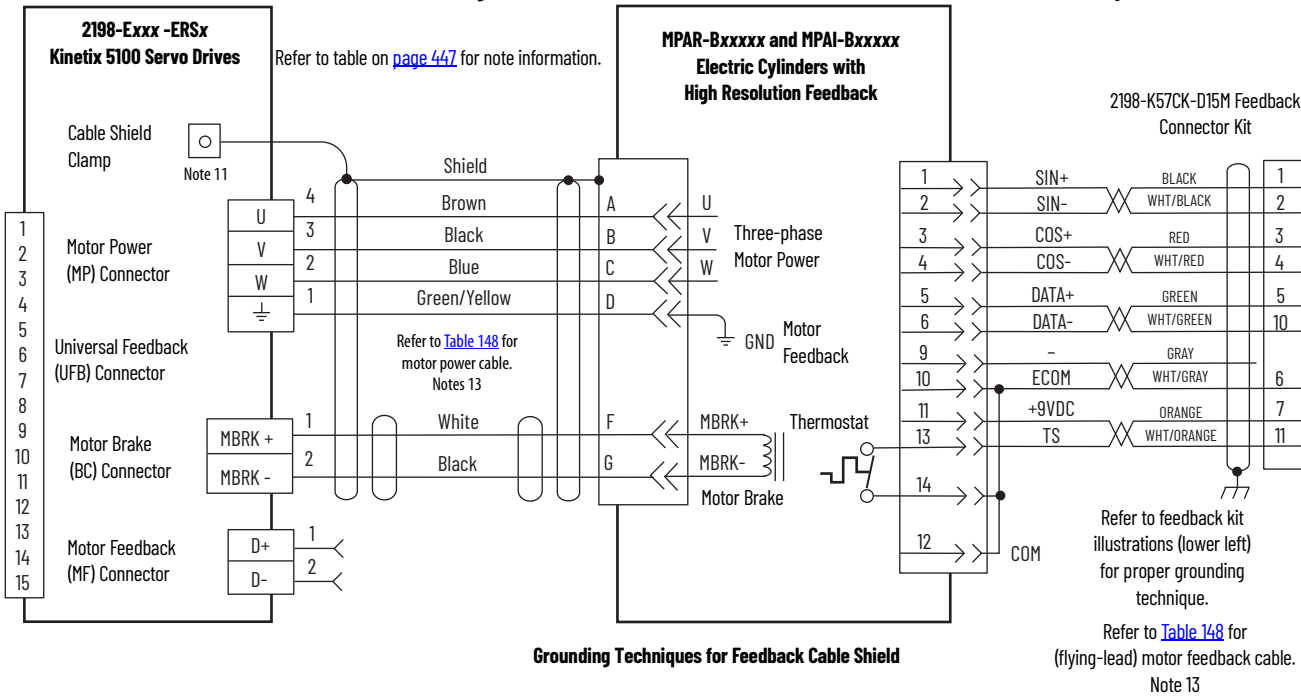 2198-Exxx -ERSx
Kinetix 5100 Servo Drives
Refer to table on page 447 for note information.
MPAR-Bxxxxx and MPAI-Bxxxxx
Electric Cylinders with
High Resolution Feedback
2198-K57CK-D15M Feedback
Connector Kit
Cable Shield
Clamp
Note 11
Shield
1
2
3
4
5
6
7
8
9
10
11
12
13
14
15
Motor Power
(MP) Connector
U
V
W
4
3
2
1
Brown
Black
Blue
Green/Yellow
A
B
C
D
U
V
W
Three-phase
Motor Power
GND
Motor
Feedback
Refer to Table 148 for
motor power cable.
Notes 13
Universal Feedback
(UFB) Connector
Motor Brake
(BC) Connector
MBRK +
MBRK -
1
2
White
Black
F
G
MBRK+
MBRK-
Motor Brake
Thermostat
Motor Feedback
(MF) Connector
D+
D-
1
2
1 SIN+ BLACK 1
2 SIN- WHT/BLACK 2
3 COS+ RED 3
4 COS- WHT/RED 4
5 DATA+ GREEN 5
6 DATA- WHT/GREEN 10
9 – GRAY
10 ECOM WHT/GRAY 6
11 +9VDC ORANGE 7
13 TS WHT/ORANGE 11
14
12 COM
Refer to feedback kit
illustrations (lower left)
for proper grounding
technique.
Refer to Table 148 for
(flying-lead) motor feedback cable.
Note 13
Grounding Techniques for Feedback Cable Shield